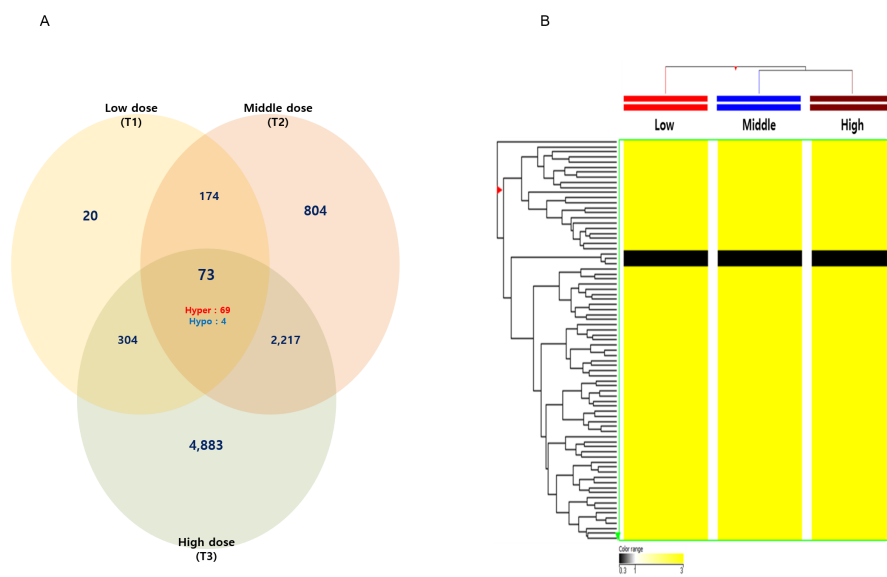 A
B
Low dose
(T1)
Middle dose
(T2)
174
20
804
73
Hyper : 69
Hypo : 4
304
2,217
4,883
High dose
(T3)
Low
Middle
High
Color range
0.3 1 3